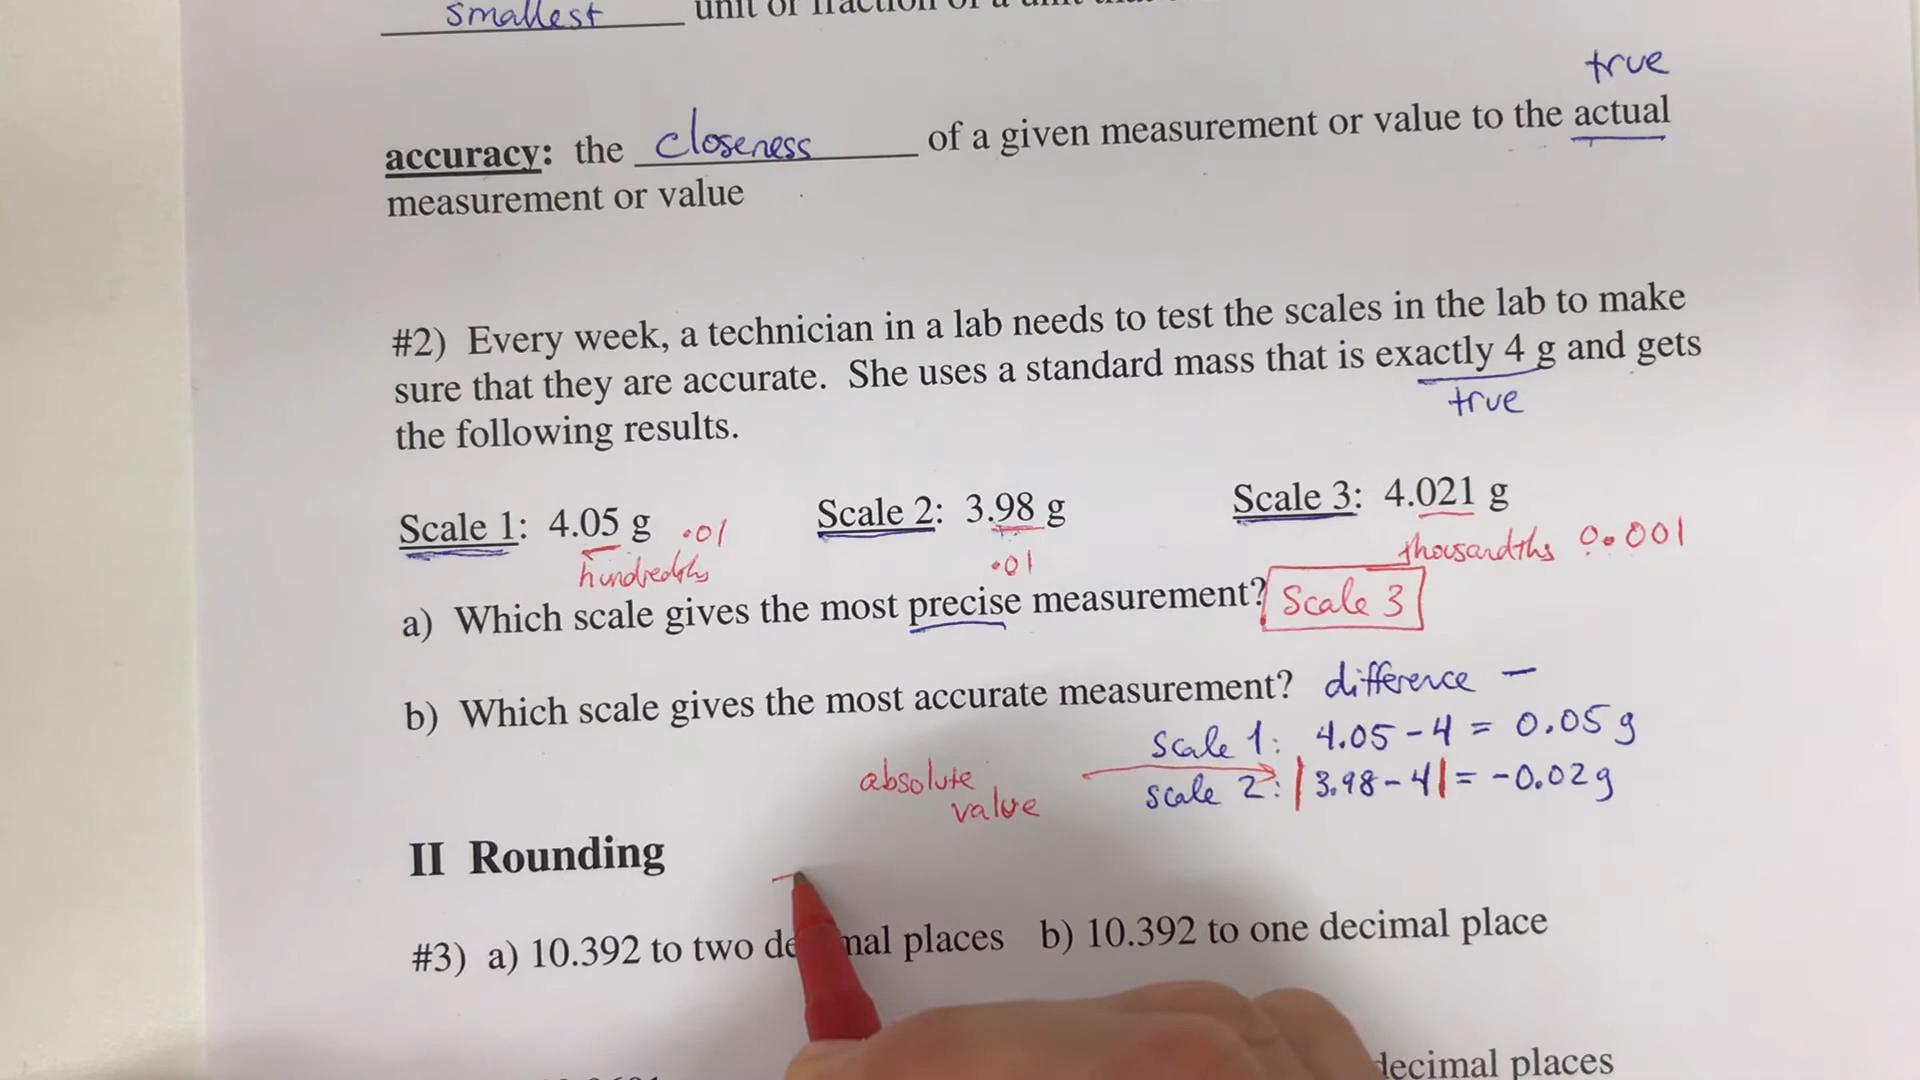 smallest unit or fraction of a unit
true
accuracy: the closeness of a given measurement or value to the actual
measurement or value
#2) Every week, a technician in a lab needs to test the scales in the lab to make
sure that they are accurate. She uses a standard mass that is exactly 4 g and gets
true
the following results.
Scale 1: 4.05 g .01 Scale 2: 3.98 g Scale 3: 4.021 g
hundredths .01 thousandths 0.001
a) Which scale gives the most precise measurement? Scale 3
b) Which scale gives the most accurate measurement? difference —
Scale 1: 4.05 - 4 = 0.05 g
absolute value
Scale 2: |3.98 - 4| = -0.02 g
II Rounding
#3) a) 10.392 to two places b) 10.392 to one decimal place
decimal places